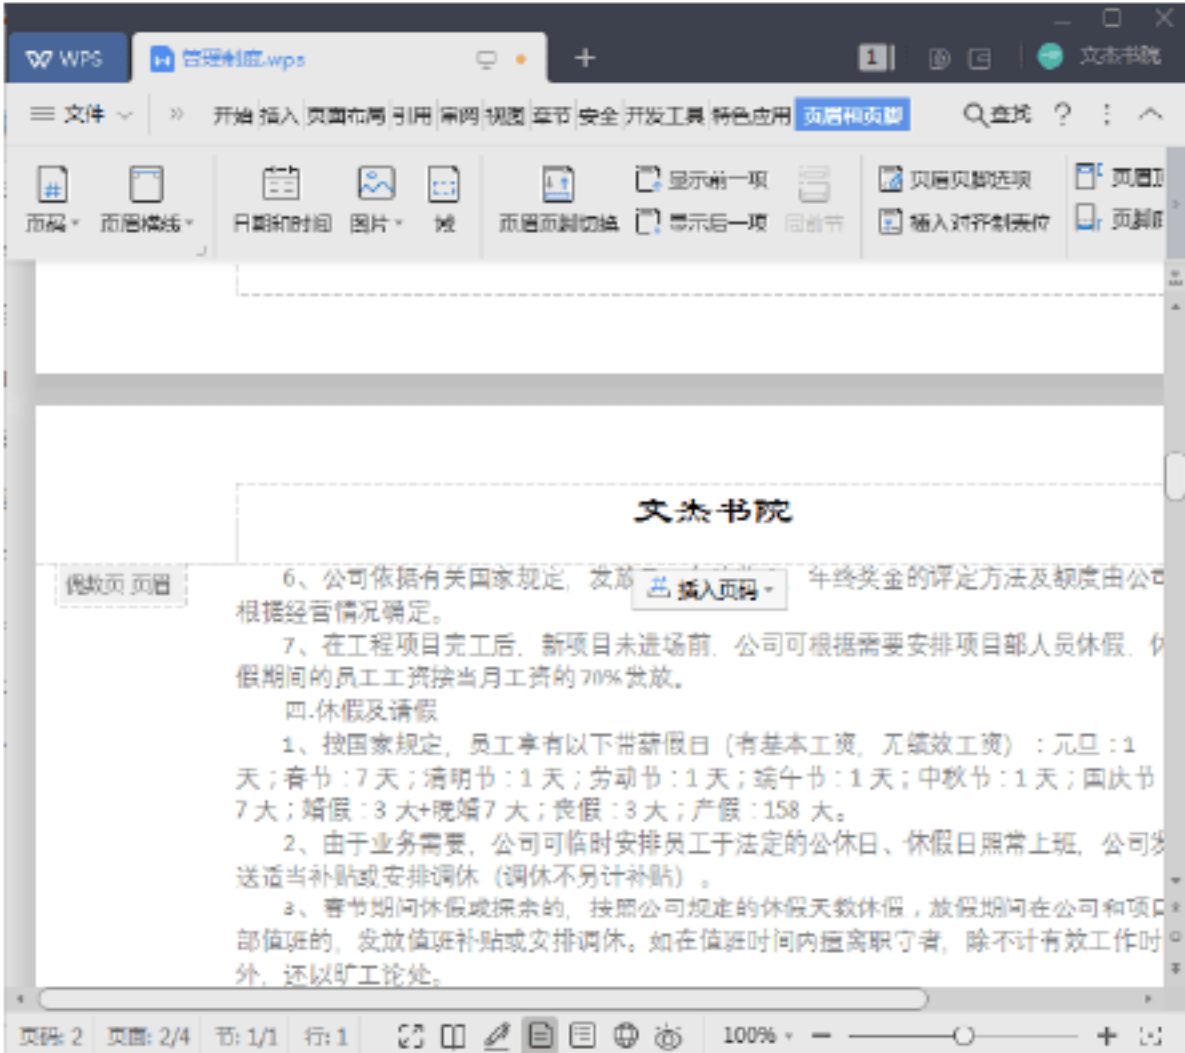 WPS 管理制度.wps + 1 文杰书院
文件 开始 插入 页面布局 引用 审阅 视图 章节 安全 开发工具 特色应用 页眉和页脚 查找 ?
页码 页眉横线 日期和时间 图片 域 页眉页脚切换 显示前一项 显示后一项 同前节 页眉页脚选项 插入对齐制表位 页眉 页脚
文杰书院
偶数页 页眉
插入页码
6、公司依据有关国家规定,发放 年终奖金的评定方法及额度由公司
根据经营情况确定。
7、在工程项目完工后,新项目未进场前,公司可根据需要安排项目部人员休假,休
假期间的员工工资按当月工资的70%发放。
四.休假及请假
1、按国家规定,员工享有以下带薪假日(有基本工资,无绩效工资):元旦:1
天;春节:7天;清明节:1天;劳动节:1天;端午节:1天;中秋节:1天;国庆节
7天;婚假:3天+晚婚7天;丧假:3天;产假:158天。
2、由于业务需要,公司可临时安排员工于法定的公休日、休假日照常上班,公司发
送适当补贴或安排调休(调休不另计补贴)。
3、春节期间休假或探亲的,按照公司规定的休假天数休假,放假期间在公司和项目
部值班的,发放值班补贴或安排调休。如在值班时间内擅离职守者,除不计有效工作时
外,还以旷工论处。
页码: 2 页面: 2/4 节: 1/1 行: 1 100%